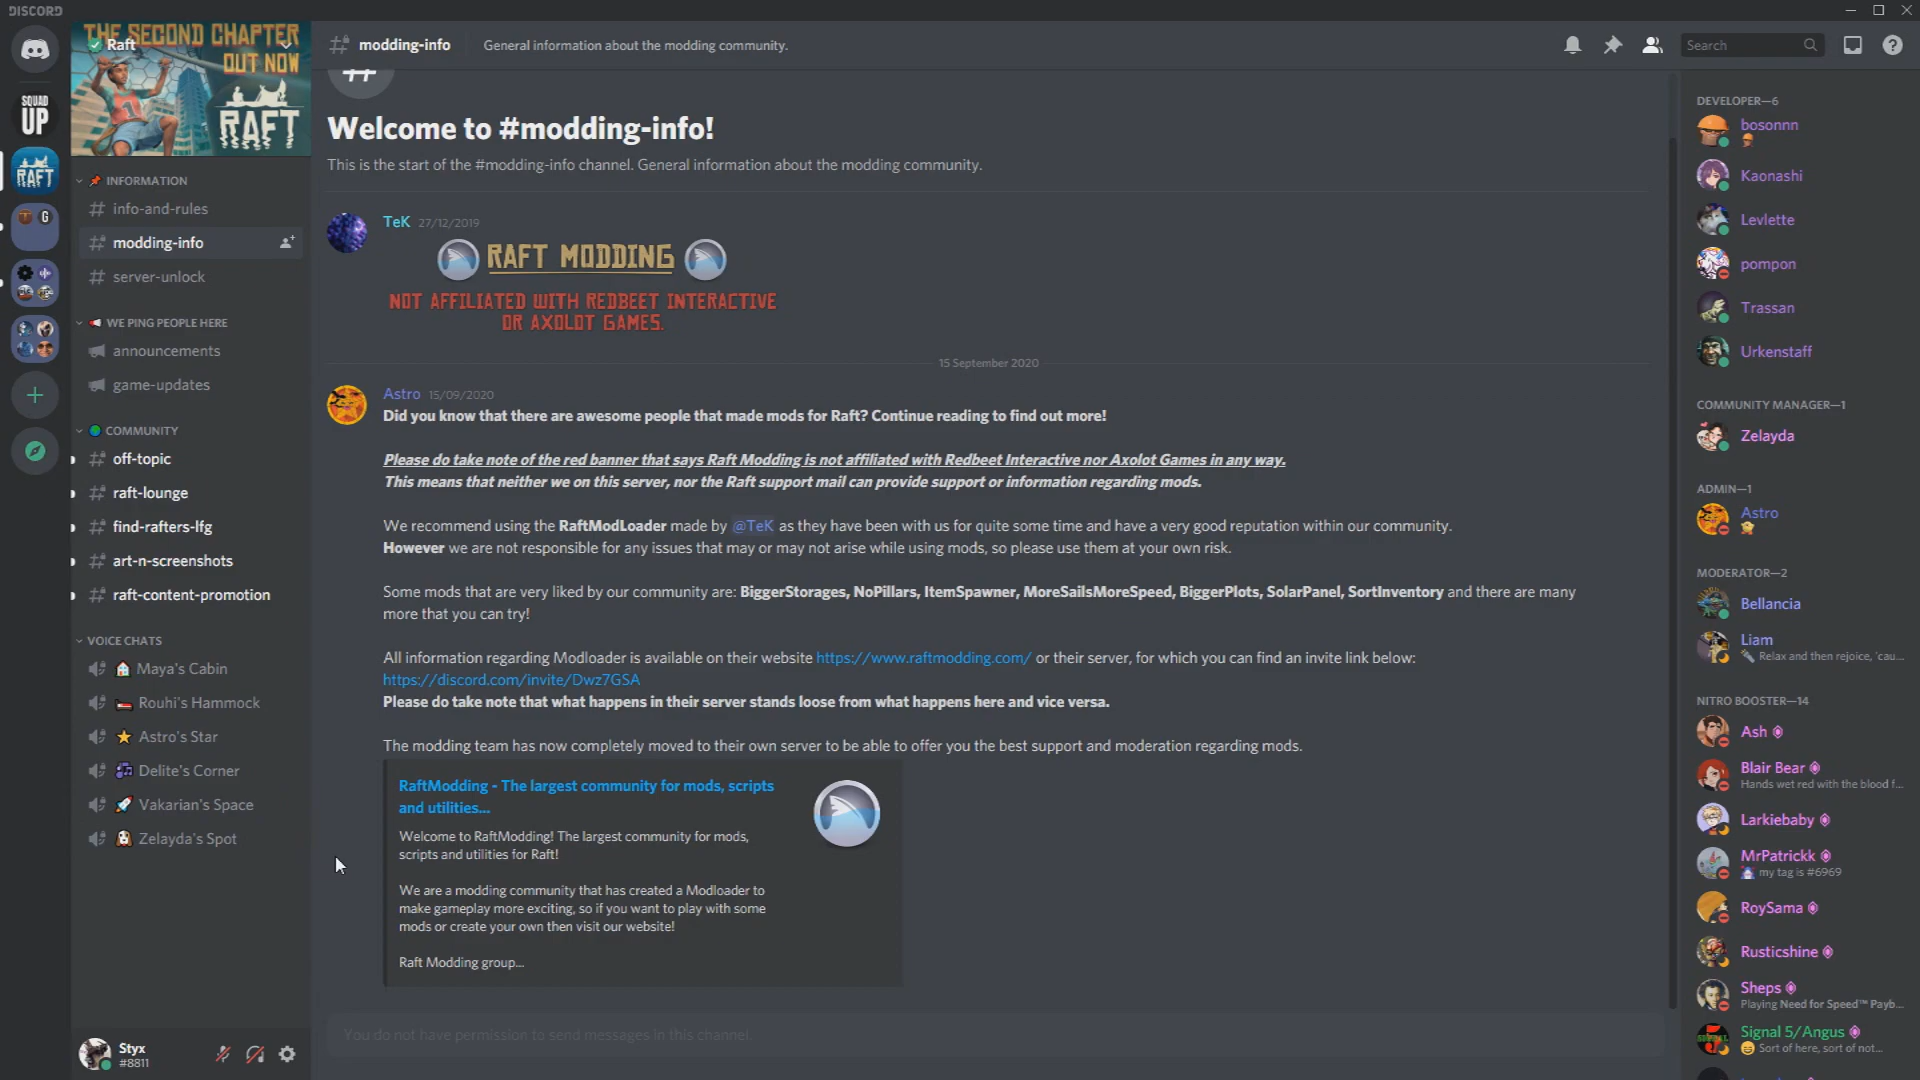 DISCORD
THE SECOND CHAPTER
OUT NOW
Raft
RAFT
SQUAD
UP
RAFT
G
INFORMATION
info-and-rules
modding-info
server-unlock
WE PING PEOPLE HERE
announcements
game-updates
COMMUNITY
off-topic
raft-lounge
find-rafters-lfg
art-n-screenshots
raft-content-promotion
VOICE CHATS
Maya's Cabin
Rouhi's Hammock
Astro's Star
Delite's Corner
Vakarian's Space
Zelayda's Spot
Styx
#8811
modding-info General information about the modding community.
Search
Welcome to #modding-info!
This is the start of the #modding-info channel. General information about the modding community.
TeK 27/12/2019
RAFT MODDING
NOT AFFILIATED WITH REDBEET INTERACTIVE
OR AXOLOT GAMES.
15 September 2020
Astro 15/09/2020
Did you know that there are awesome people that made mods for Raft? Continue reading to find out more!
Please do take note of the red banner that says Raft Modding is not affiliated with Redbeet Interactive nor Axolot Games in any way.
This means that neither we on this server, nor the Raft support mail can provide support or information regarding mods.
We recommend using the RaftModLoader made by @TeK as they have been with us for quite some time and have a very good reputation within our community.
However we are not responsible for any issues that may or may not arise while using mods, so please use them at your own risk.
Some mods that are very liked by our community are: BiggerStorages, NoPillars, ItemSpawner, MoreSailsMoreSpeed, BiggerPlots, SolarPanel, SortInventory and there are many
more that you can try!
All information regarding Modloader is available on their website https://www.raftmodding.com/ or their server, for which you can find an invite link below:
https://discord.com/invite/Dwz7GSA
Please do take note that what happens in their server stands loose from what happens here and vice versa.
The modding team has now completely moved to their own server to be able to offer you the best support and moderation regarding mods.
RaftModding - The largest community for mods, scripts
and utilities...
Welcome to RaftModding! The largest community for mods,
scripts and utilities for Raft!
We are a modding community that has created a Modloader to
make gameplay more exciting, so if you want to play with some
mods or create your own then visit our website!
Raft Modding group...
You do not have permission to send messages in this channel.
DEVELOPER—6
bosonnn
Kaonashi
Levlette
pompon
Trassan
Urkenstaff
COMMUNITY MANAGER—1
Zelayda
ADMIN—1
Astro
MODERATOR—2
Bellancia
Liam
Relax and then rejoice, 'cau...
NITRO BOOSTER—14
Ash
Blair Bear
Hands wet red with the blood f...
Larkiebaby
MrPatrickk
my tag is #6969
RoySama
Rusticshine
Sheps
Playing Need for Speed™ Payb...
Signal 5/Angus
Sort of here, sort of not...